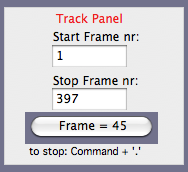 Track Panel
Start Frame nr:
1
Stop Frame nr:
397
Frame = 45
to stop: Command + '.'